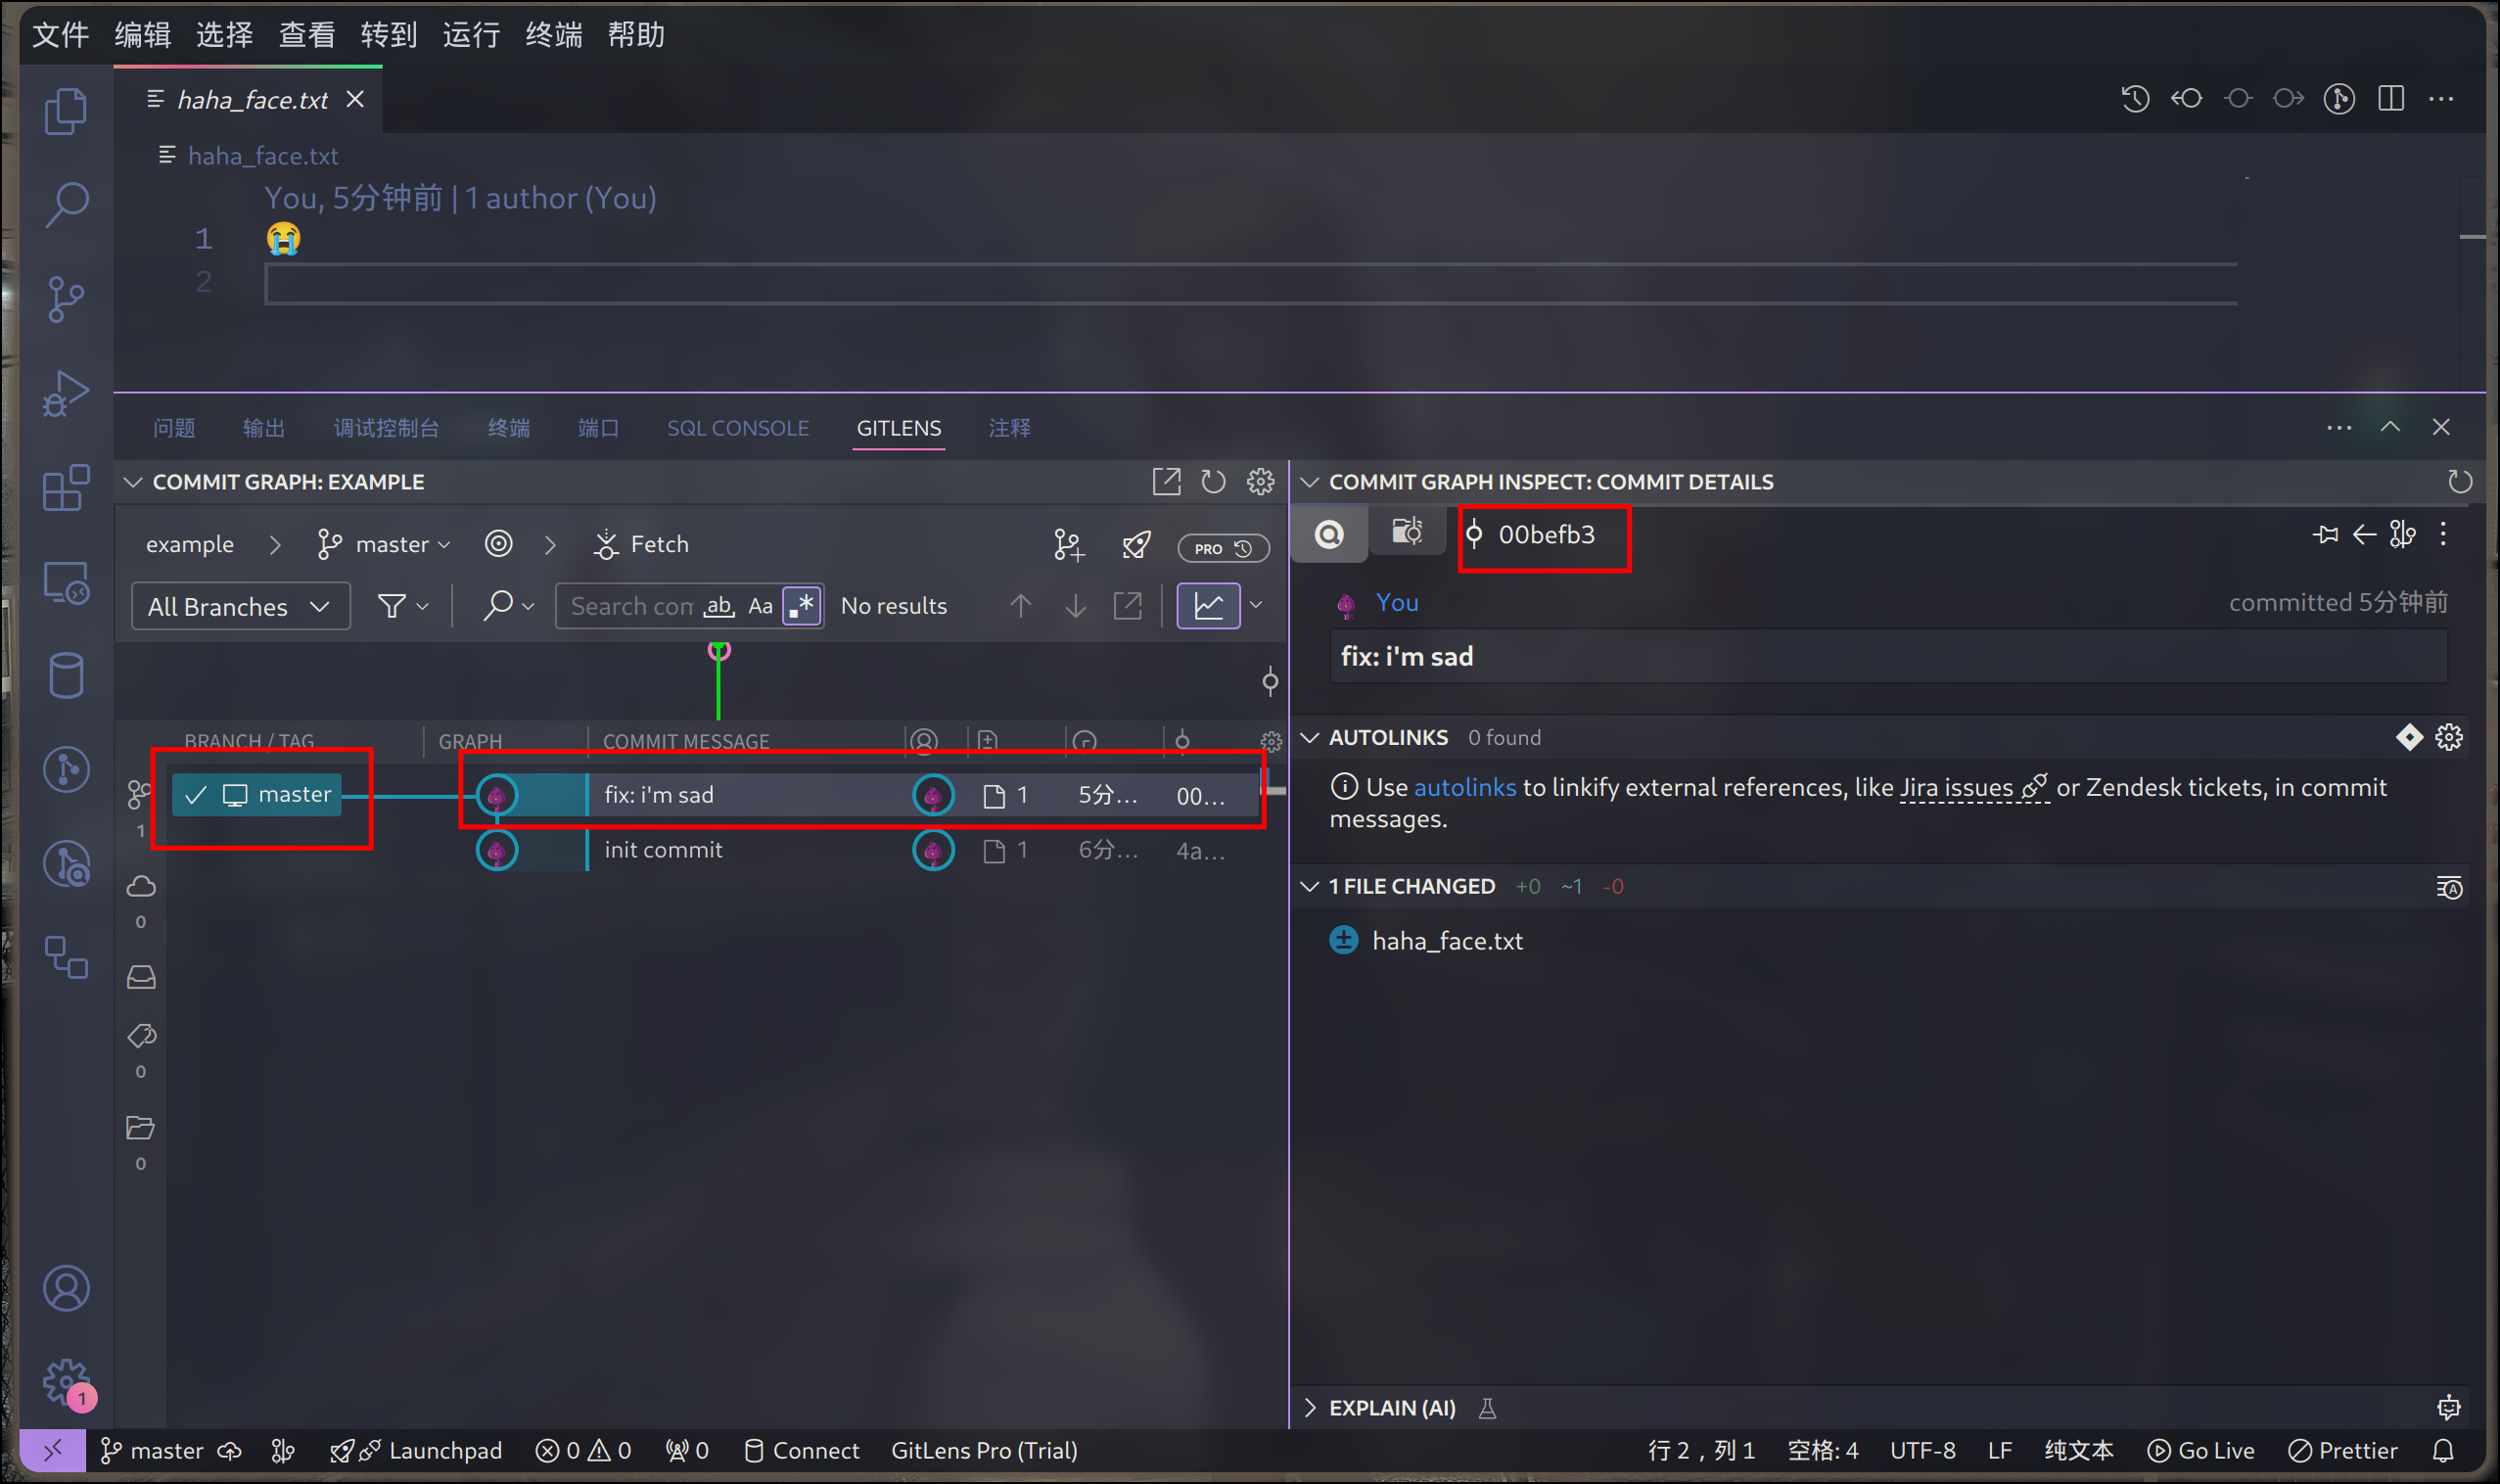 文件 编辑 选择 查看 转到 运行 终端 帮助
haha_face.txt
haha_face.txt
You, 5分钟前 | 1 author (You)
1 😭
2
问题 输出 调试控制台 终端 端口 SQL CONSOLE GITLENS 注释
COMMIT GRAPH: EXAMPLE
example master Fetch PRO
All Branches Search com ab Aa .* No results
BRANCH / TAG GRAPH COMMIT MESSAGE
master fix: i'm sad 1 5分... 00...
init commit 1 6分... 4a...
1
0
0
0
COMMIT GRAPH INSPECT: COMMIT DETAILS
00befb3
You committed 5分钟前
fix: i'm sad
AUTOLINKS 0 found
Use autolinks to linkify external references, like Jira issues or Zendesk tickets, in commit
messages.
1 FILE CHANGED +0 ~1 -0
haha_face.txt
EXPLAIN (AI)
1
master Launchpad 0 0 0 Connect GitLens Pro (Trial) 行 2，列 1 空格: 4 UTF-8 LF 纯文本 Go Live Prettier